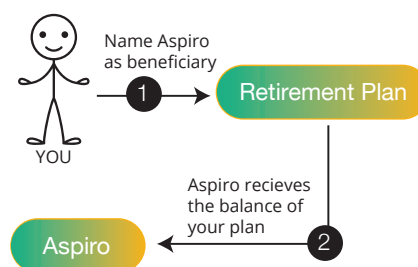 Name Aspiro
as beneficiary
1
Retirement Plan
YOU
Aspiro recieves
the balance of
your plan
2
Aspiro